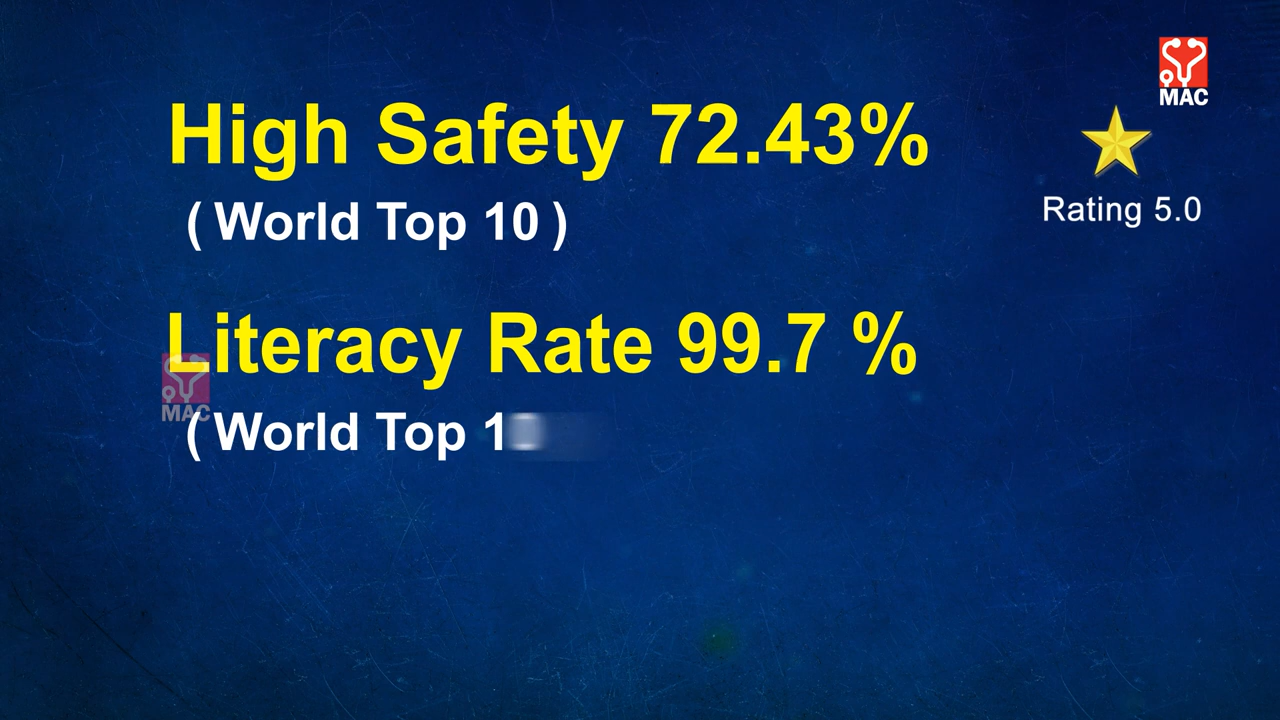 MAC
High Safety 72.43%
( World Top 10 )
Rating 5.0
Literacy Rate 99.7 %
MAC
( World Top 1